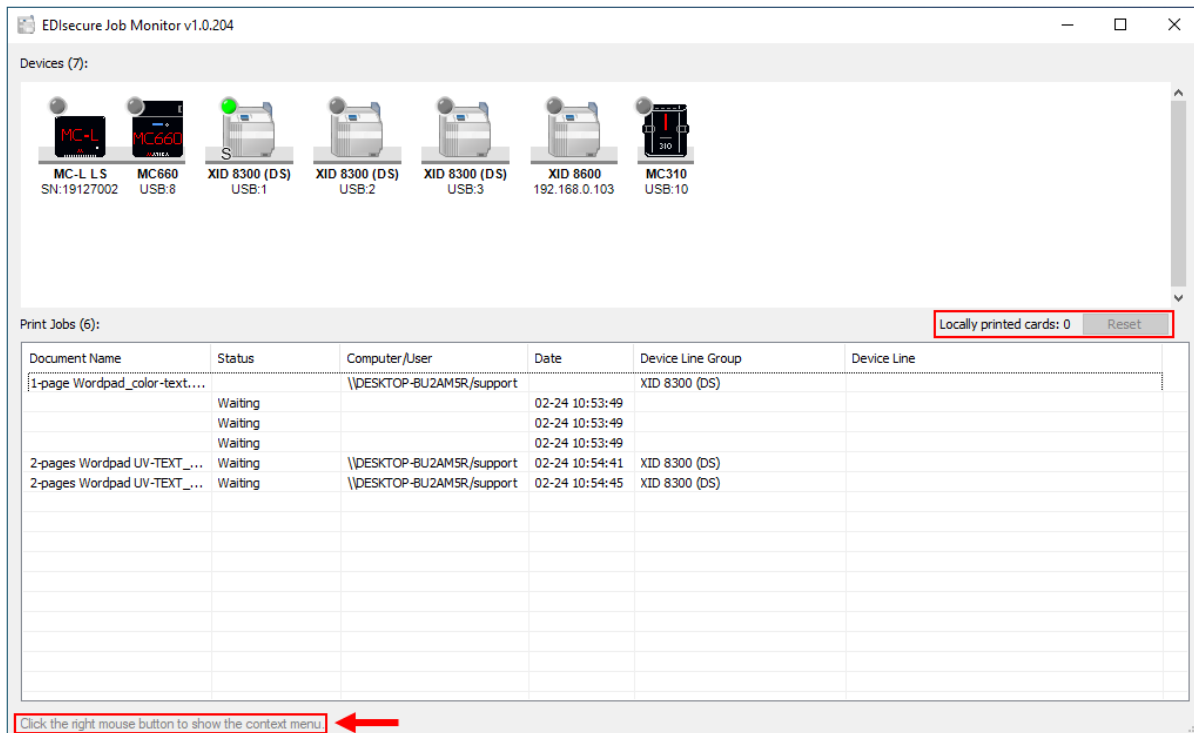 EDIsecure Job Monitor v1.0.204
Devices (7):
MC-L MC660 310
S
MC-L LS MC660 XID 8300 (DS) XID 8300 (DS) XID 8300 (DS) XID 8600 MC310
SN:19127002 USB:8 USB:1 USB:2 USB:3 192.168.0.103 USB:10
Print Jobs (6): Locally printed cards: 0 Reset
Document Name Status Computer/User Date Device Line Group Device Line
1-page Wordpad_color-text.... \\DESKTOP-BU2AM5R/support XID 8300 (DS)
Waiting 02-24 10:53:49
Waiting 02-24 10:53:49
Waiting 02-24 10:53:49
2-pages Wordpad UV-TEXT_... Waiting \\DESKTOP-BU2AM5R/support 02-24 10:54:41 XID 8300 (DS)
2-pages Wordpad UV-TEXT_... Waiting \\DESKTOP-BU2AM5R/support 02-24 10:54:45 XID 8300 (DS)
Click the right mouse button to show the context menu.